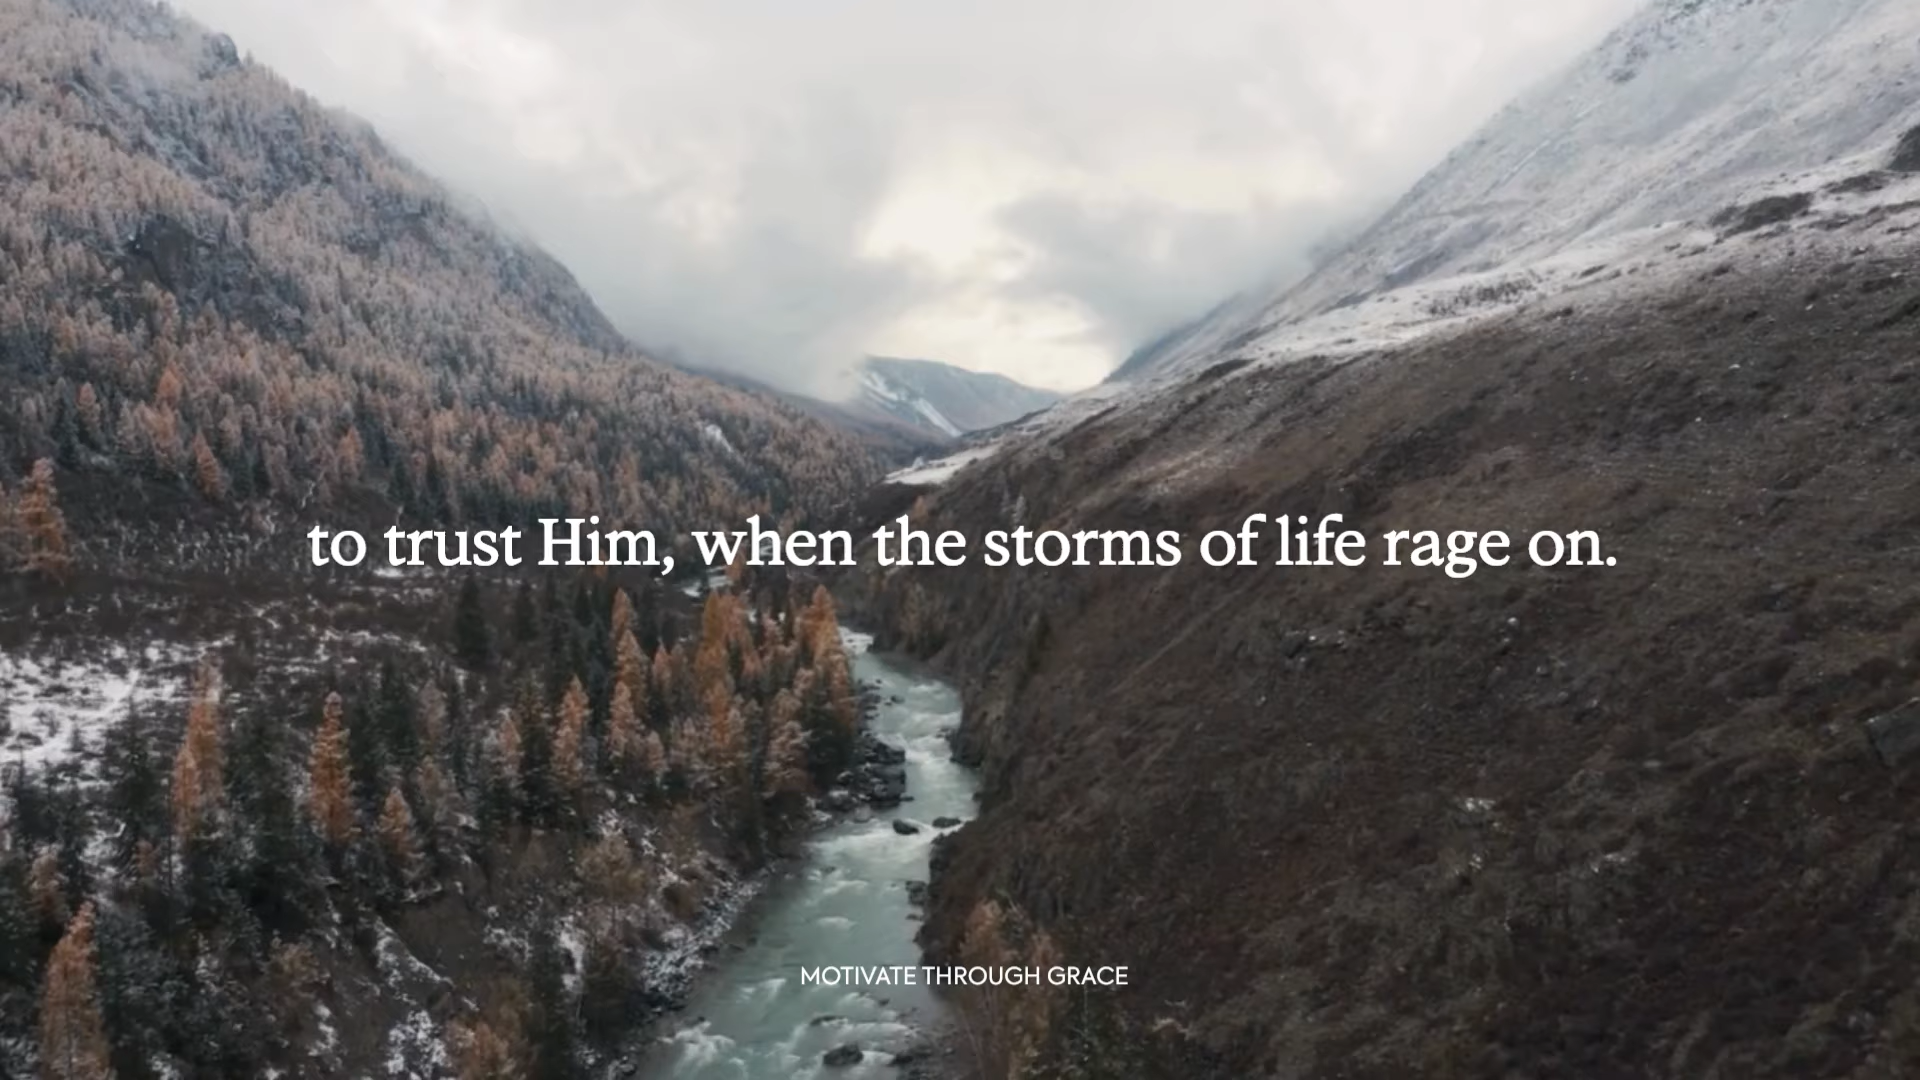 to trust Him, when the storms of life rage on.
MOTIVATE THROUGH GRACE